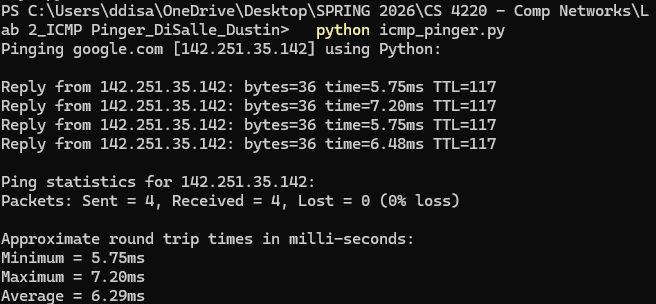 PS C:\Users\ddisa\OneDrive\Desktop\SPRING 2026\CS 4220 - Comp Networks\L
ab 2_ICMP Pinger_DiSalle_Dustin>   python icmp_pinger.py
Pinging google.com [142.251.35.142] using Python:

Reply from 142.251.35.142: bytes=36 time=5.75ms TTL=117
Reply from 142.251.35.142: bytes=36 time=7.20ms TTL=117
Reply from 142.251.35.142: bytes=36 time=5.75ms TTL=117
Reply from 142.251.35.142: bytes=36 time=6.48ms TTL=117

Ping statistics for 142.251.35.142:
Packets: Sent = 4, Received = 4, Lost = 0 (0% loss)

Approximate round trip times in milli-seconds:
Minimum = 5.75ms
Maximum = 7.20ms
Average = 6.29ms